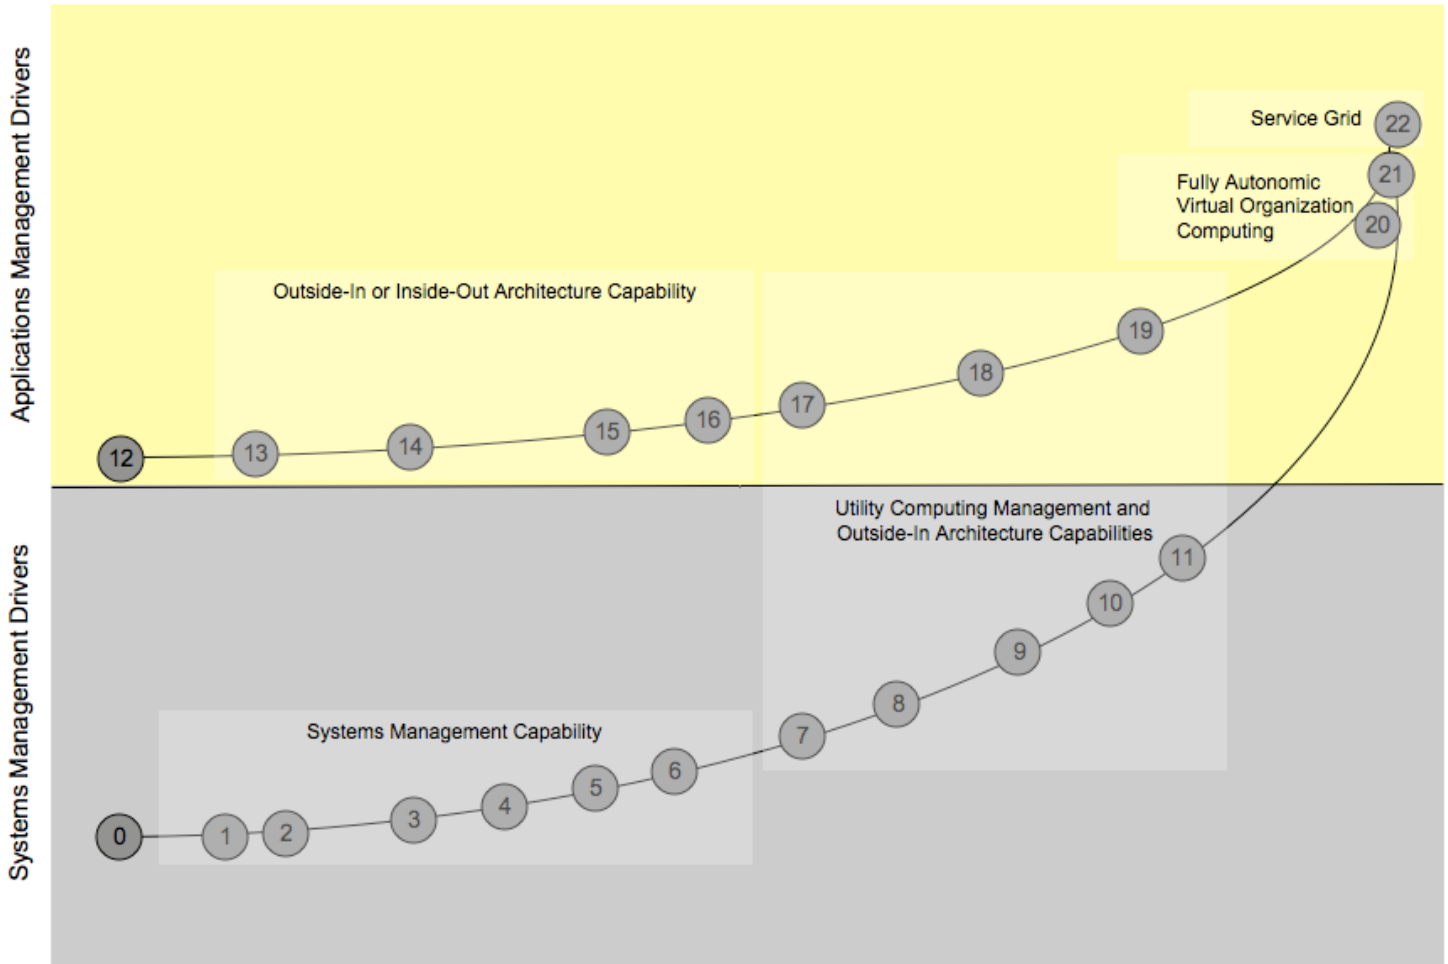 Applications Management Drivers
Service Grid
22
21
Fully Autonomic
Virtual Organization
Computing
20
Outside-In or Inside-Out Architecture Capability
19
18
17
16
15
14
13
12
Systems Management Drivers
Utility Computing Management and
Outside-In Architecture Capabilities
11
10
9
8
7
Systems Management Capability
6
5
4
3
2
1
0